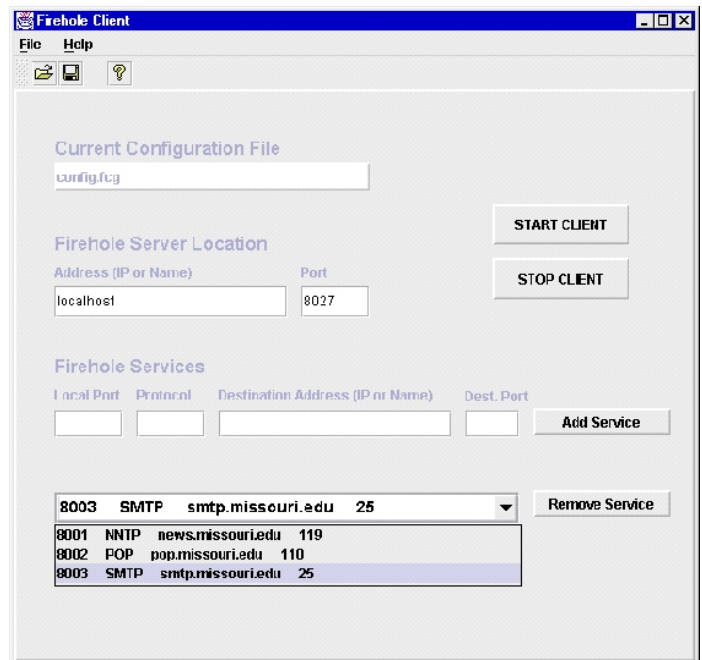 Firehole Client
File Help
Current Configuration File
config.fcg
START CLIENT
Firehole Server Location
Address (IP or Name) Port
STOP CLIENT
localhost 8027
Firehole Services
Local Port Protocol Destination Address (IP or Name) Dest. Port
Add Service
8003 SMTP smtp.missouri.edu 25
Remove Service
8001 NNTP news.missouri.edu 119
8002 POP pop.missouri.edu 110
8003 SMTP smtp.missouri.edu 25